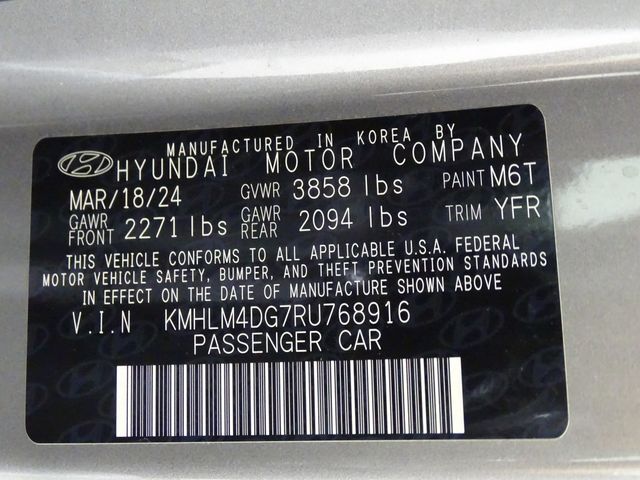 MANUFACTURED IN KOREA BY
HYUNDAI MOTOR COMPANY
MAR/18/24 GVWR 3858 lbs PAINT M6T
GAWR FRONT 2271 lbs GAWR REAR 2094 lbs TRIM YFR
THIS VEHICLE CONFORMS TO ALL APPLICABLE U.S.A. FEDERAL
MOTOR VEHICLE SAFETY, BUMPER, AND THEFT PREVENTION STANDARDS
IN EFFECT ON THE DATE OF MANUFACTURE SHOWN ABOVE
V.I.N KMHLM4DG7RU768916
PASSENGER CAR